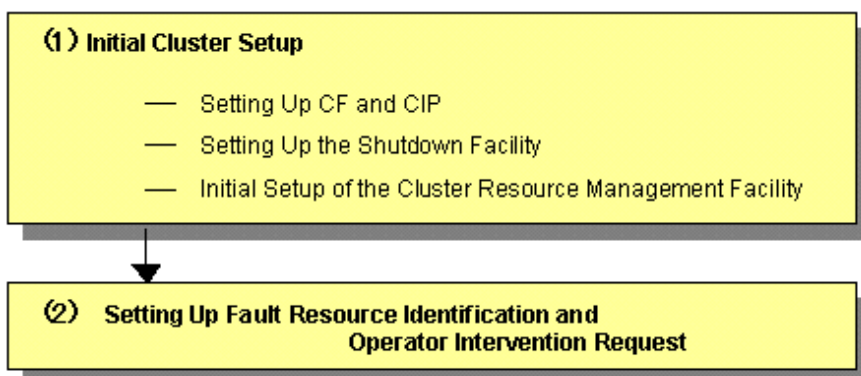 (1) Initial Cluster Setup
— Setting Up CF and CIP
— Setting Up the Shutdown Facility
— Initial Setup of the Cluster Resource Management Facility
(2) Setting Up Fault Resource Identification and
Operator Intervention Request